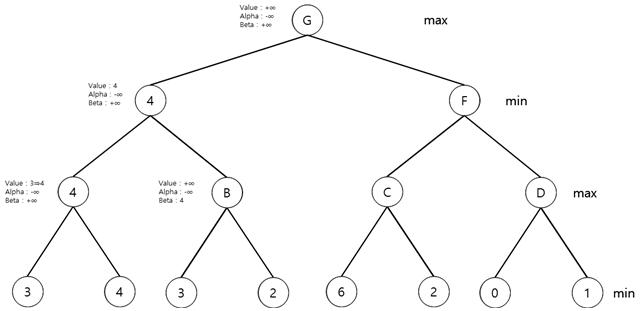 Value : +∞
Alpha : -∞
Beta : +∞
G
max
Value : 4
Alpha : -∞
Beta : +∞
4
F
min
Value : 3⇒4
Alpha : -∞
Beta : +∞
4
Value : +∞
Alpha : -∞
Beta : 4
B
C
D
max
3
4
3
2
6
2
0
1
min